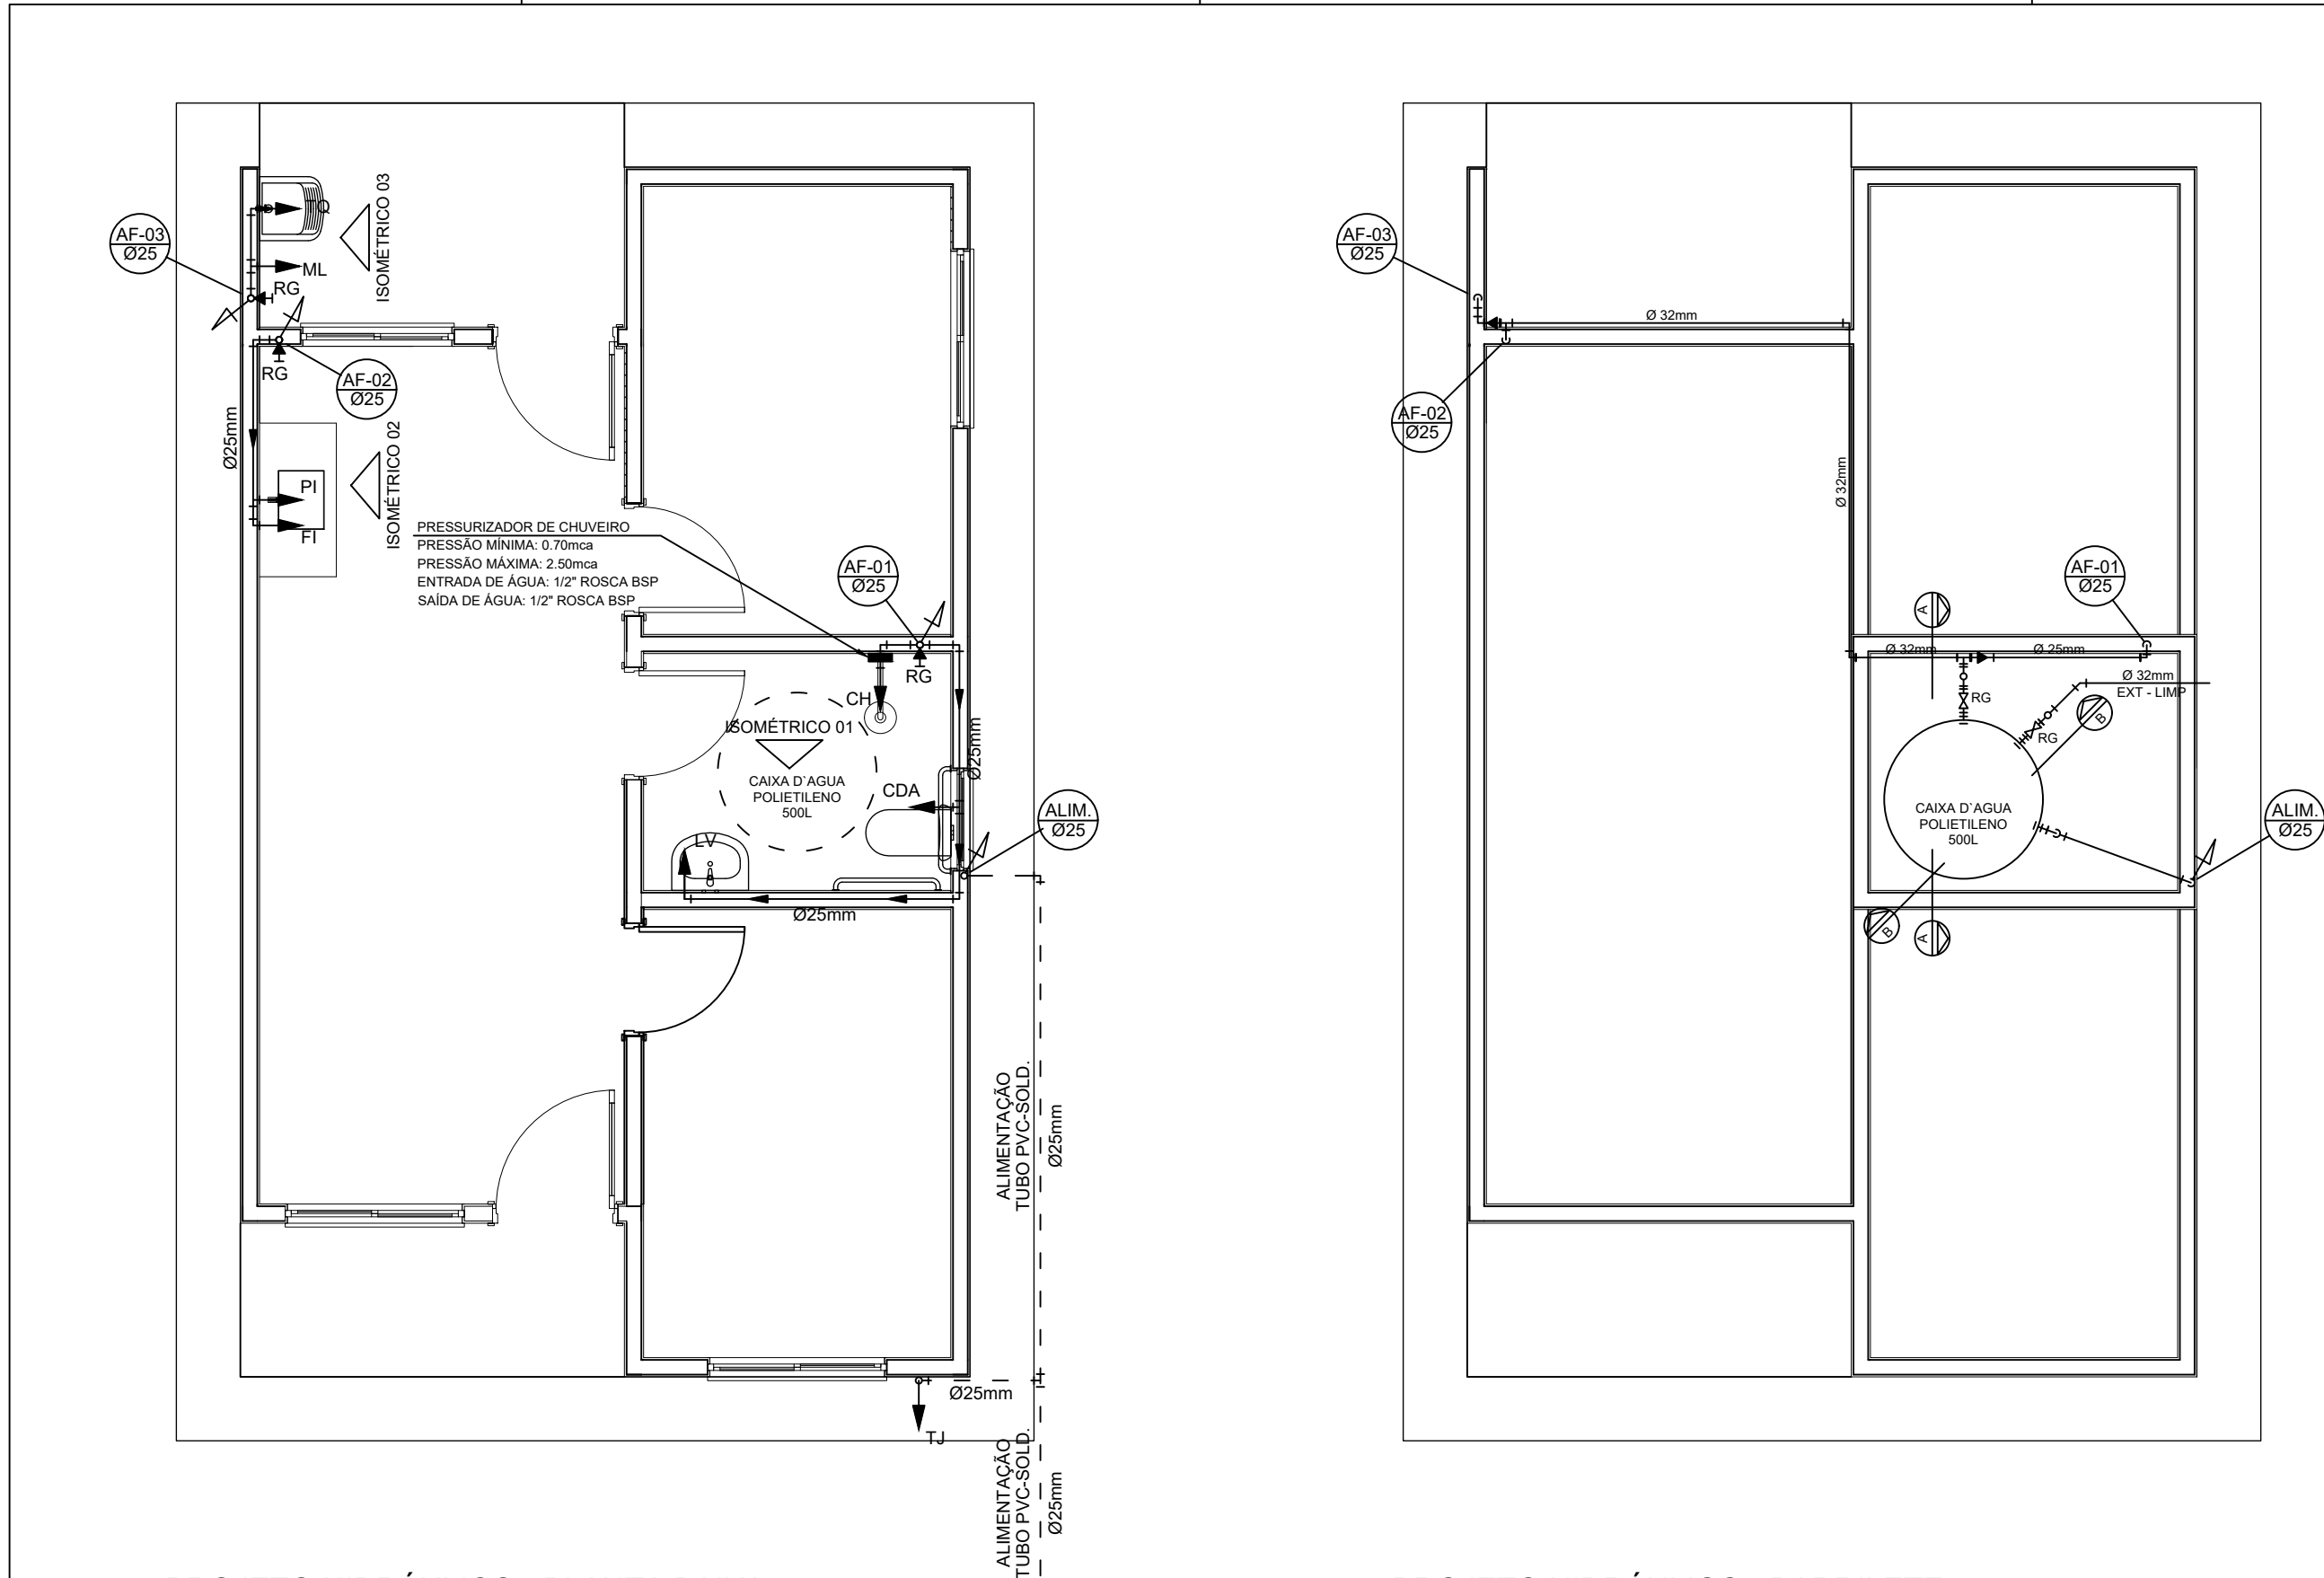 AF-03
Ø25
TQ
ISOMÉTRICO 03
ML
RG
RG
AF-02
Ø25
Ø25mm
ISOMÉTRICO 02
PI
FI
PRESSURIZADOR DE CHUVEIRO
PRESSÃO MÍNIMA: 0.70mca
PRESSÃO MÁXIMA: 2.50mca
ENTRADA DE ÁGUA: 1/2" ROSCA BSP
SAÍDA DE ÁGUA: 1/2" ROSCA BSP
AF-01
Ø25
RG
CH
ISOMÉTRICO 01
CAIXA D`AGUA
POLIETILENO
500L
CDA
Ø25mm
LV
ALIM.
Ø25
Ø25mm
ALIMENTAÇÃO
TUBO PVC-SOLD.
Ø25mm
Ø25mm
TJ
ALIMENTAÇÃO
TUBO PVC-SOLD.
Ø25mm
AF-03
Ø25
Ø 32mm
AF-02
Ø25
Ø 32mm
AF-01
Ø25
A
Ø 32mm
Ø 25mm
RG
Ø 32mm
EXT - LIMP
B
RG
CAIXA D`AGUA
POLIETILENO
500L
ALIM.
Ø25
B
A